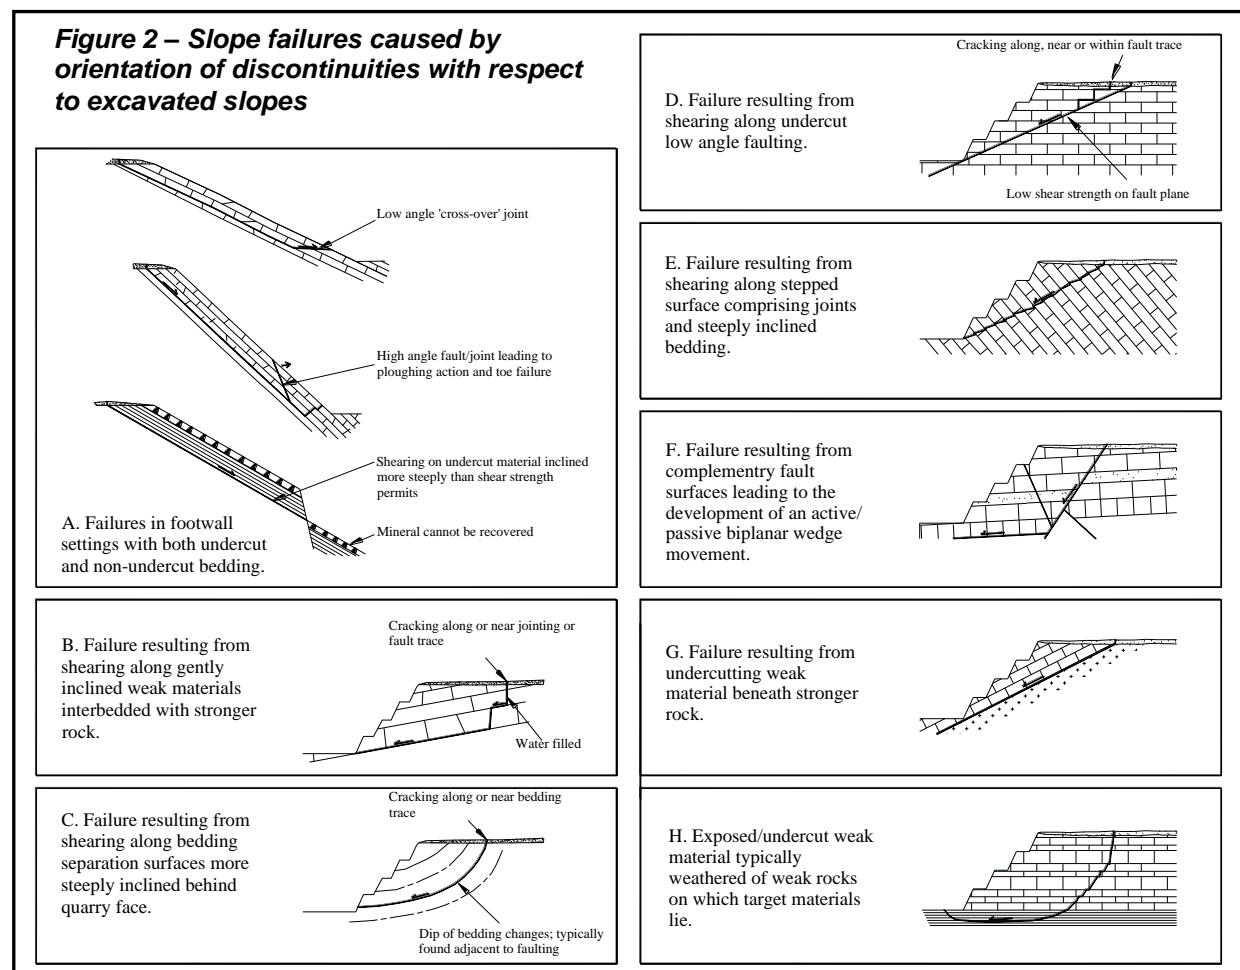 Figure 2 – Slope failures caused by
orientation of discontinuities with respect
to excavated slopes
Low angle 'cross-over' joint
High angle fault/joint leading to
ploughing action and toe failure
Shearing on undercut material inclined
more steeply than shear strength
permits
Mineral cannot be recovered
A. Failures in footwall
settings with both undercut
and non-undercut bedding.
B. Failure resulting from
shearing along gently
inclined weak materials
interbedded with stronger
rock.
Cracking along or near jointing or
fault trace
Water filled
C. Failure resulting from
shearing along bedding
separation surfaces more
steeply inclined behind
quarry face.
Cracking along or near bedding
trace
Dip of bedding changes; typically
found adjacent to faulting
D. Failure resulting from
shearing along undercut
low angle faulting.
Cracking along, near or within fault trace
Low shear strength on fault plane
E. Failure resulting from
shearing along stepped
surface comprising joints
and steeply inclined
bedding.
F. Failure resulting from
complementry fault
surfaces leading to the
development of an active/
passive biplanar wedge
movement.
G. Failure resulting from
undercutting weak
material beneath stronger
rock.
H. Exposed/undercut weak
material typically
weathered of weak rocks
on which target materials
lie.